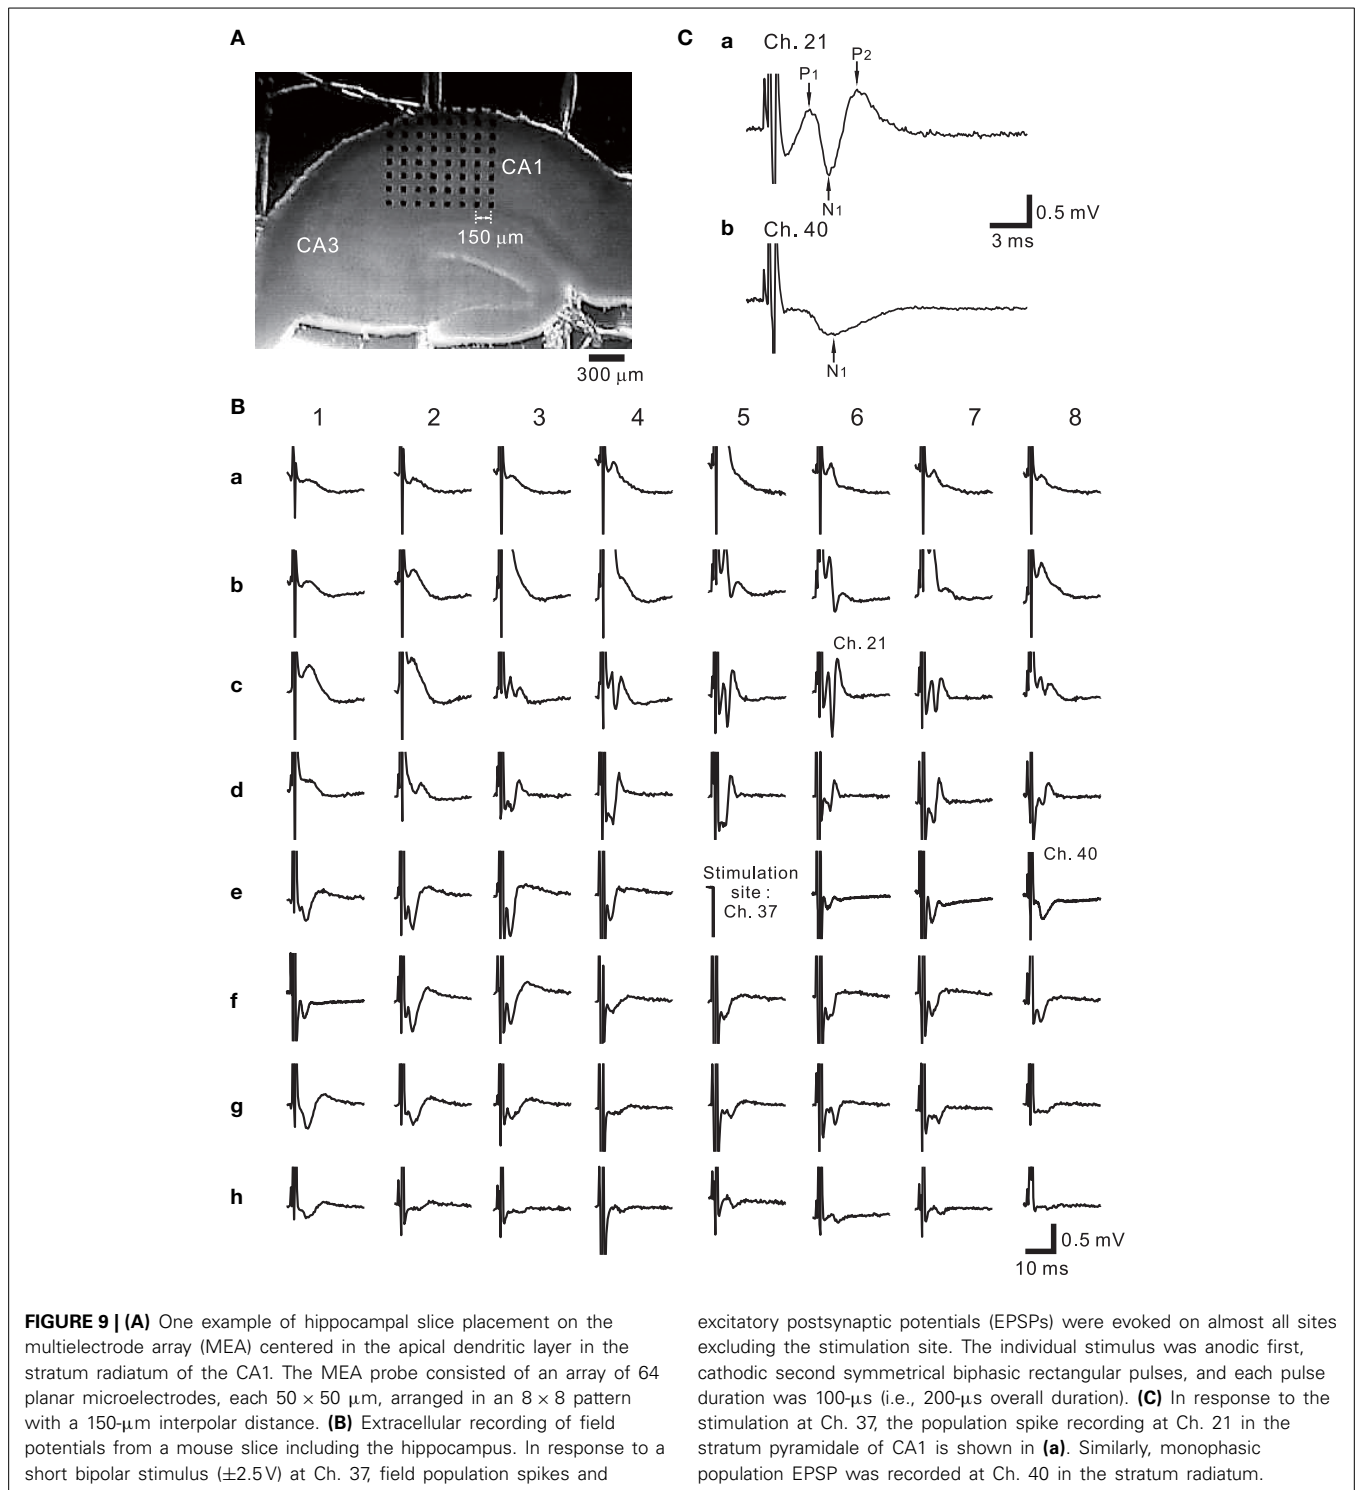 A
CA1
CA3
150 μm
300 μm
C
a
Ch. 21
P1
P2
N1
0.5 mV
3 ms
b
Ch. 40
N1
B
1 2 3 4 5 6 7 8
a
b
Ch. 21
c
d
Ch. 40
e
Stimulation
site :
Ch. 37
f
g
h
0.5 mV
10 ms
FIGURE 9 | (A) One example of hippocampal slice placement on the
multielectrode array (MEA) centered in the apical dendritic layer in the
stratum radiatum of the CA1. The MEA probe consisted of an array of 64
planar microelectrodes, each 50 × 50 μm, arranged in an 8 × 8 pattern
with a 150-μm interpolar distance. (B) Extracellular recording of field
potentials from a mouse slice including the hippocampus. In response to a
short bipolar stimulus (±2.5 V) at Ch. 37, field population spikes and
excitatory postsynaptic potentials (EPSPs) were evoked on almost all sites
excluding the stimulation site. The individual stimulus was anodic first,
cathodic second symmetrical biphasic rectangular pulses, and each pulse
duration was 100-μs (i.e., 200-μs overall duration). (C) In response to the
stimulation at Ch. 37, the population spike recording at Ch. 21 in the
stratum pyramidale of CA1 is shown in (a). Similarly, monophasic
population EPSP was recorded at Ch. 40 in the stratum radiatum.